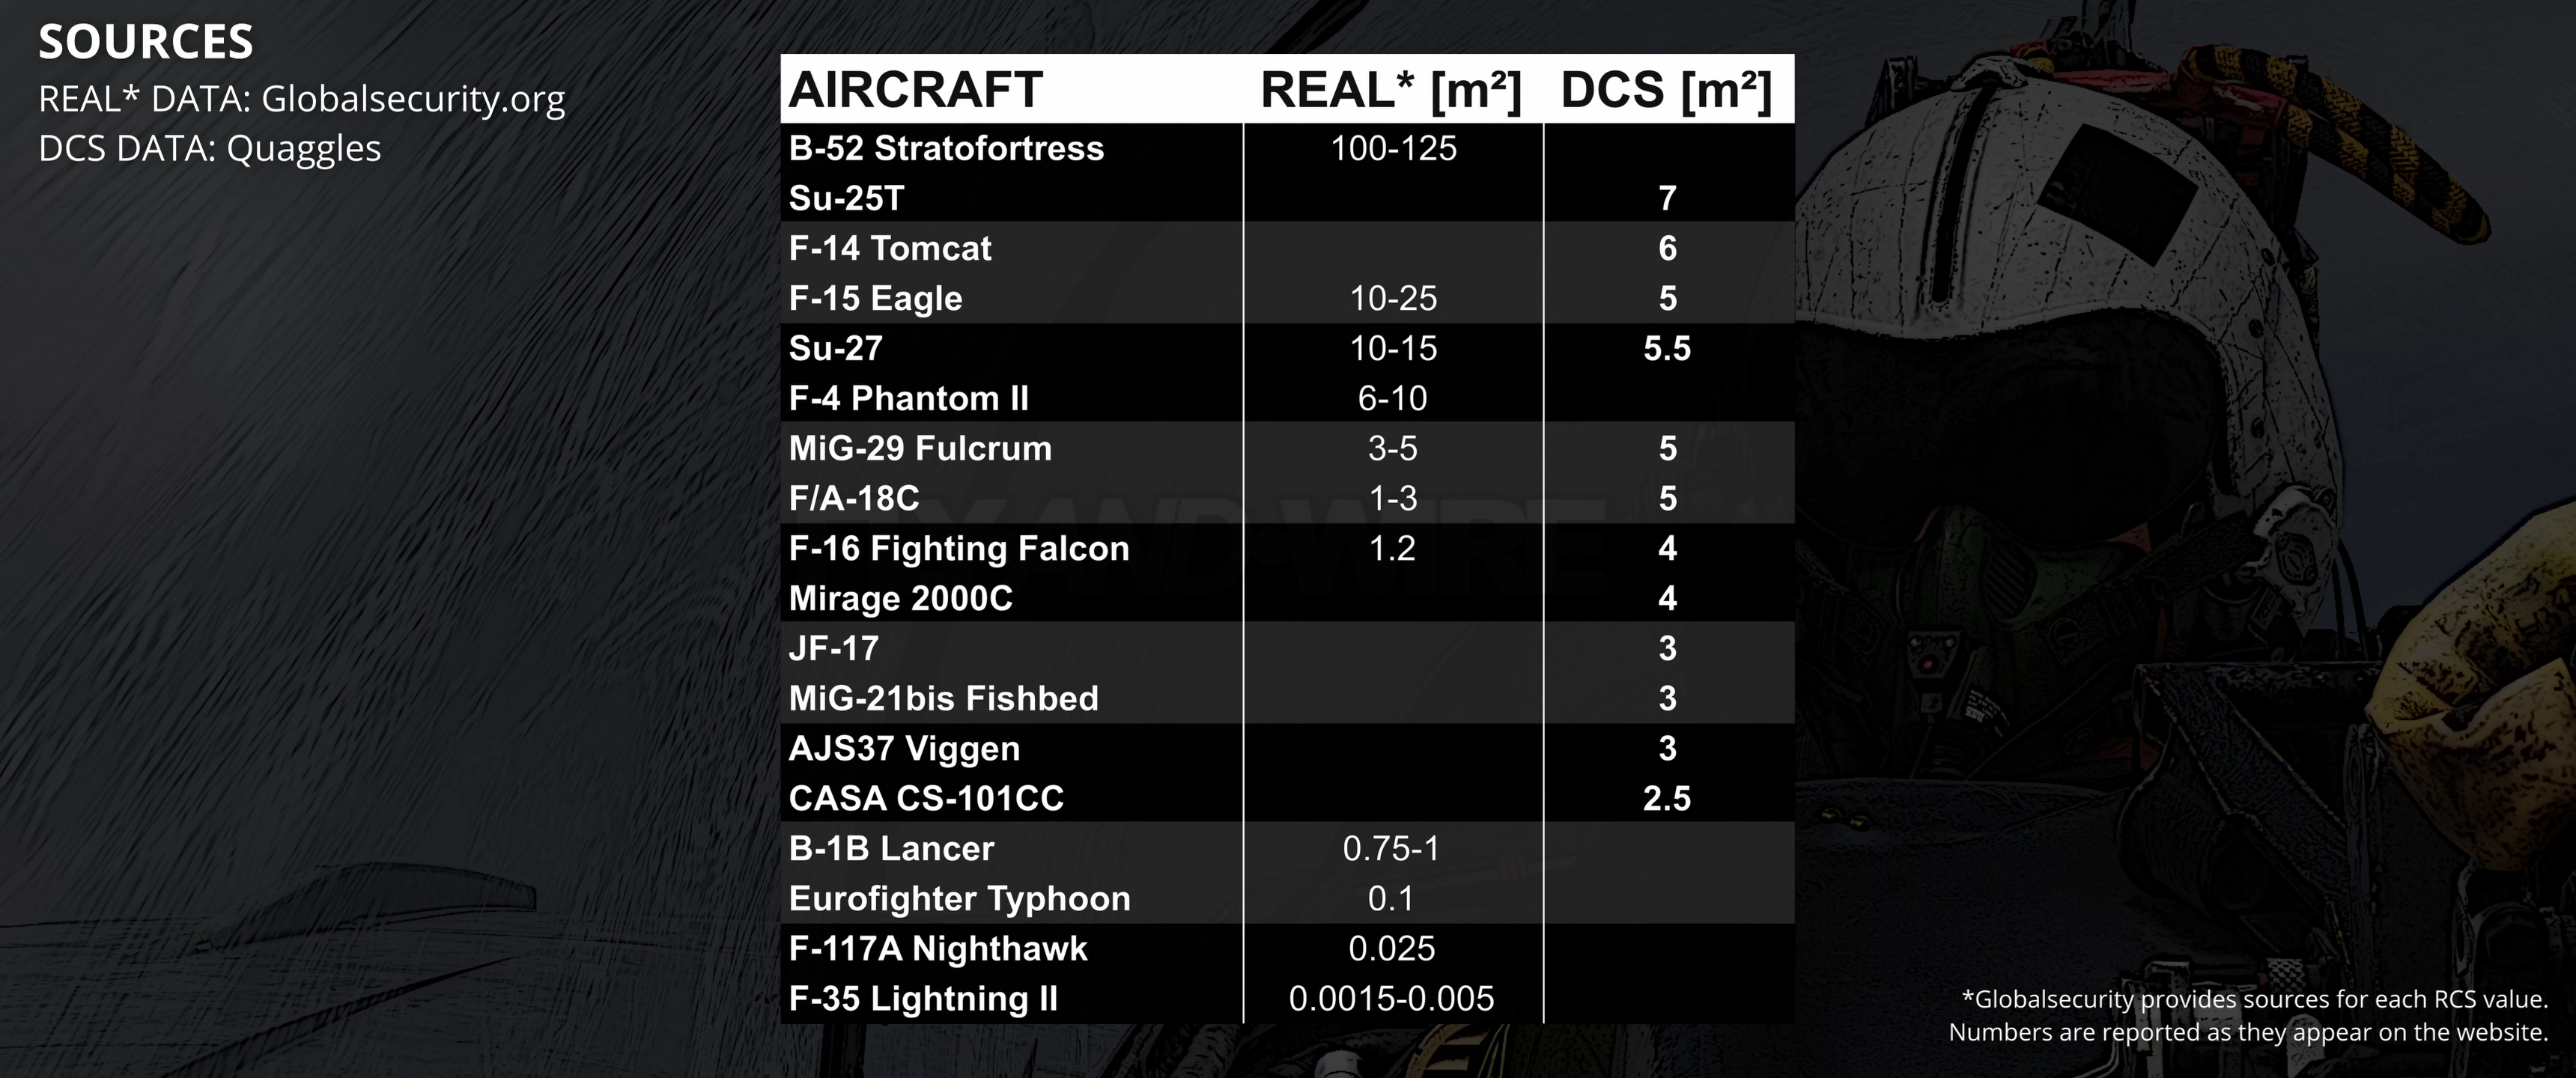 SOURCES
REAL* DATA: Globalsecurity.org
DCS DATA: Quaggles
AIRCRAFT REAL* [m²] DCS [m²]
B-52 Stratofortress 100-125
Su-25T 7
F-14 Tomcat 6
F-15 Eagle 10-25 5
Su-27 10-15 5.5
F-4 Phantom II 6-10
MiG-29 Fulcrum 3-5 5
F/A-18C 1-3 5
F-16 Fighting Falcon 1.2 4
Mirage 2000C 4
JF-17 3
MiG-21bis Fishbed 3
AJS37 Viggen 3
CASA CS-101CC 2.5
B-1B Lancer 0.75-1
Eurofighter Typhoon 0.1
F-117A Nighthawk 0.025
F-35 Lightning II 0.0015-0.005
*Globalsecurity provides sources for each RCS value.
Numbers are reported as they appear on the website.